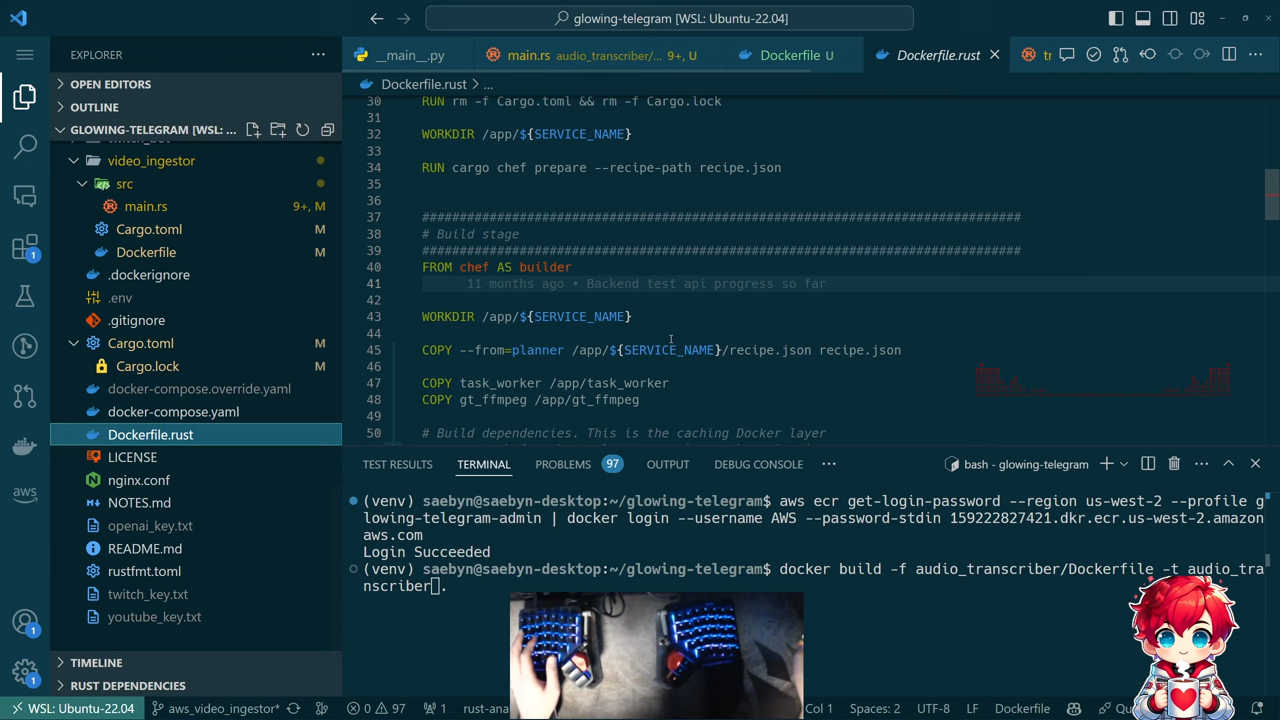 glowing-telegram [WSL: Ubuntu-22.04]
EXPLORER
OPEN EDITORS
OUTLINE
GLOWING-TELEGRAM [WSL: ...
video_ingestor
src
main.rs 9+, M
Cargo.toml M
Dockerfile M
.dockerignore
.env
.gitignore
Cargo.toml M
Cargo.lock M
docker-compose.override.yaml
docker-compose.yaml
Dockerfile.rust
LICENSE
nginx.conf
NOTES.md
openai_key.txt
README.md
rustfmt.toml
twitch_key.txt
youtube_key.txt
TIMELINE
RUST DEPENDENCIES
aws
1
1
1
__main__.py
main.rs audio_transcriber/... 9+, U
Dockerfile U
Dockerfile.rust
tr
Dockerfile.rust > ...
30 RUN rm -f Cargo.toml && rm -f Cargo.lock
31
32 WORKDIR /app/${SERVICE_NAME}
33
34 RUN cargo chef prepare --recipe-path recipe.json
35
36
37 ################################################################################
38 # Build stage
39 ################################################################################
40 FROM chef AS builder
41 11 months ago • Backend test api progress so far
42
43 WORKDIR /app/${SERVICE_NAME}
44
45 COPY --from=planner /app/${SERVICE_NAME}/recipe.json recipe.json
46
47 COPY task_worker /app/task_worker
48 COPY gt_ffmpeg /app/gt_ffmpeg
49
50 # Build dependencies. This is the caching Docker layer
TEST RESULTS TERMINAL PROBLEMS 97 OUTPUT DEBUG CONSOLE ··· bash - glowing-telegram
(venv) saebyn@saebyn-desktop:~/glowing-telegram$ aws ecr get-login-password --region us-west-2 --profile g
lowing-telegram-admin | docker login --username AWS --password-stdin 159222827421.dkr.ecr.us-west-2.amazon
aws.com
Login Succeeded
(venv) saebyn@saebyn-desktop:~/glowing-telegram$ docker build -f audio_transcriber/Dockerfile -t audio_tra
nscriber .
WSL: Ubuntu-22.04 aws_video_ingestor* 0 97 1 rust-ana Col 1 Spaces: 2 UTF-8 LF Dockerfile